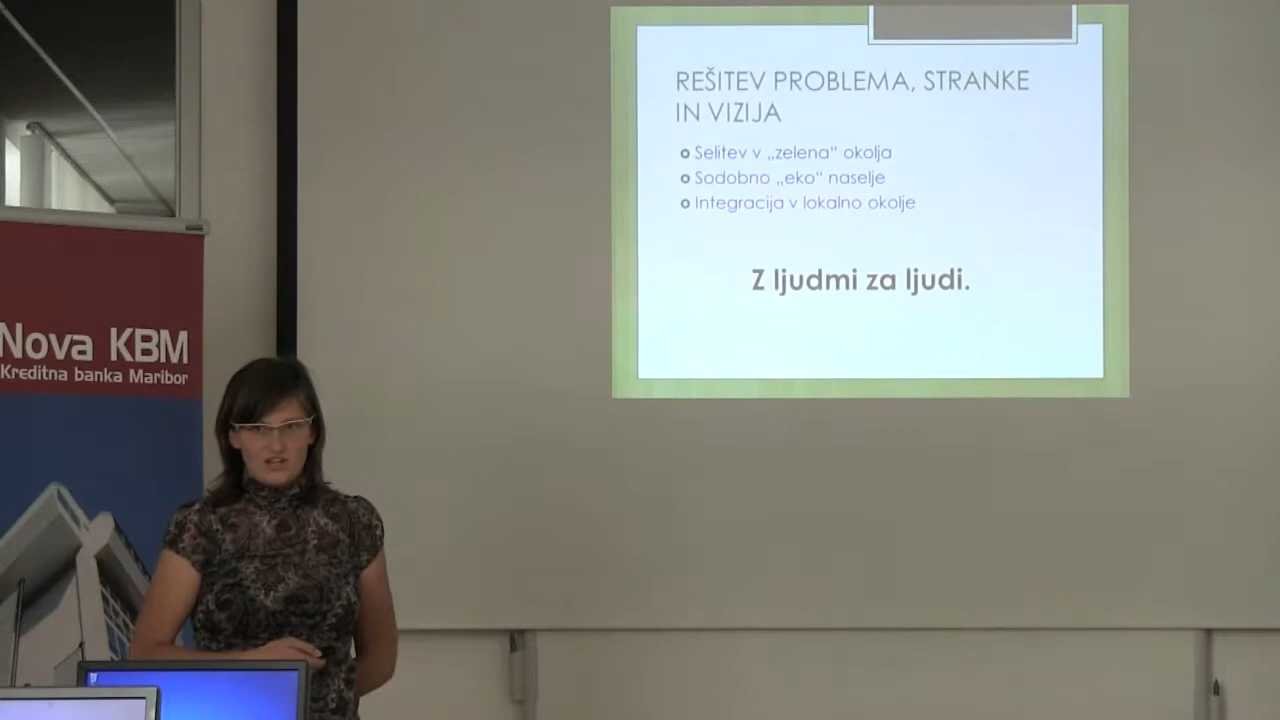 REŠITEV PROBLEMA, STRANKE
IN VIZIJA
Selitev v „zelena“ okolja
Sodobno „eko“ naselje
Integracija v lokalno okolje
Z ljudmi za ljudi.
Nova KBM
Kreditna banka Maribor